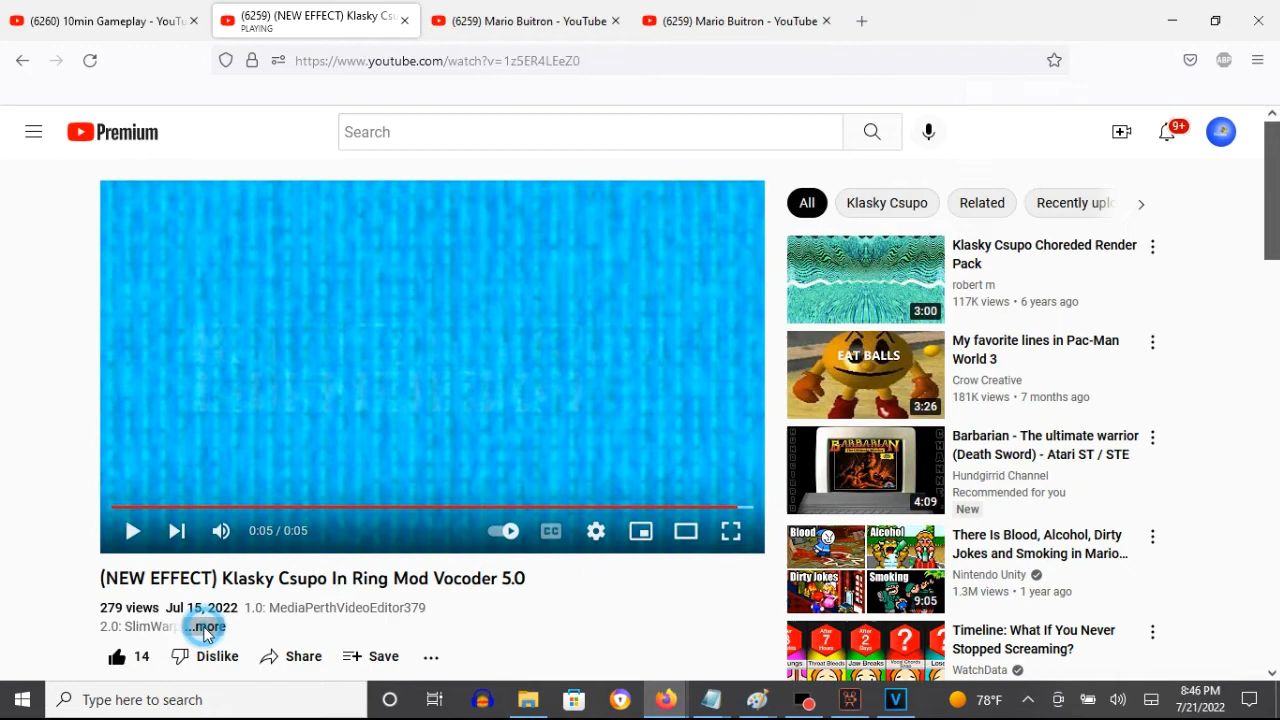 (6260) 10min Gameplay - YouTu
(6259) (NEW EFFECT) Klasky Csu
PLAYING
(6259) Mario Buitron - YouTube
(6259) Mario Buitron - YouTube
https://www.youtube.com/watch?v=1z5ER4LEeZ0
ABP
Premium
Search
9+
All
Klasky Csupo
Related
Recently uplo
Klasky Csupo Choreded Render
Pack
robert m
117K views • 6 years ago
3:00
EAT BALLS
My favorite lines in Pac-Man
World 3
Crow Creative
181K views • 7 months ago
3:26
BARBARIAN
Barbarian - The ultimate warrior
(Death Sword) - Atari ST / STE
Hundgirrid Channel
Recommended for you
New
4:09
Blood
Alcohol
Dirty
Jokes
Smoking
9:05
There Is Blood, Alcohol, Dirty
Jokes and Smoking in Mario...
Nintendo Unity
1.3M views • 1 year ago
Timeline: What If You Never
Stopped Screaming?
WatchData
CC
0:05 / 0:05
(NEW EFFECT) Klasky Csupo In Ring Mod Vocoder 5.0
279 views Jul 15, 2022 1.0: MediaPerthVideoEditor379
2.0: SlimWar ...more
14 Dislike Share Save
Type here to search
78°F
8:46 PM
7/21/2022